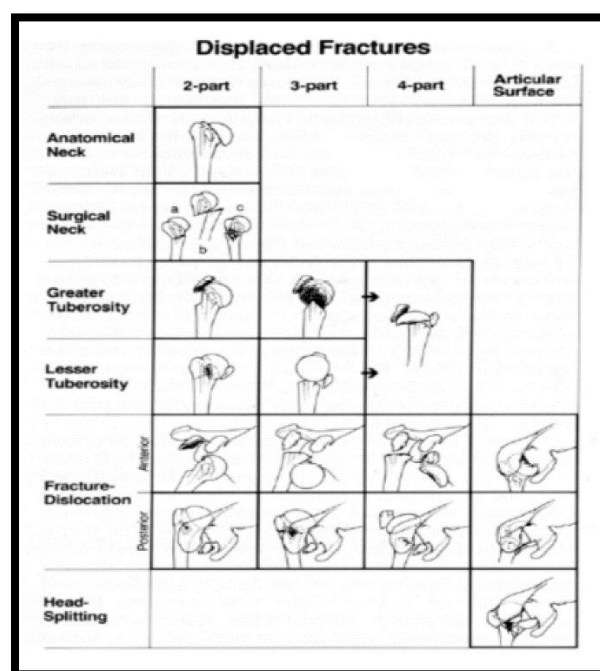 Displaced Fractures
2-part 3-part 4-part Articular Surface
Anatomical Neck
Surgical Neck
a c
b
Greater Tuberosity
Lesser Tuberosity
Fracture-Dislocation
Anterior
Posterior
Head-Splitting